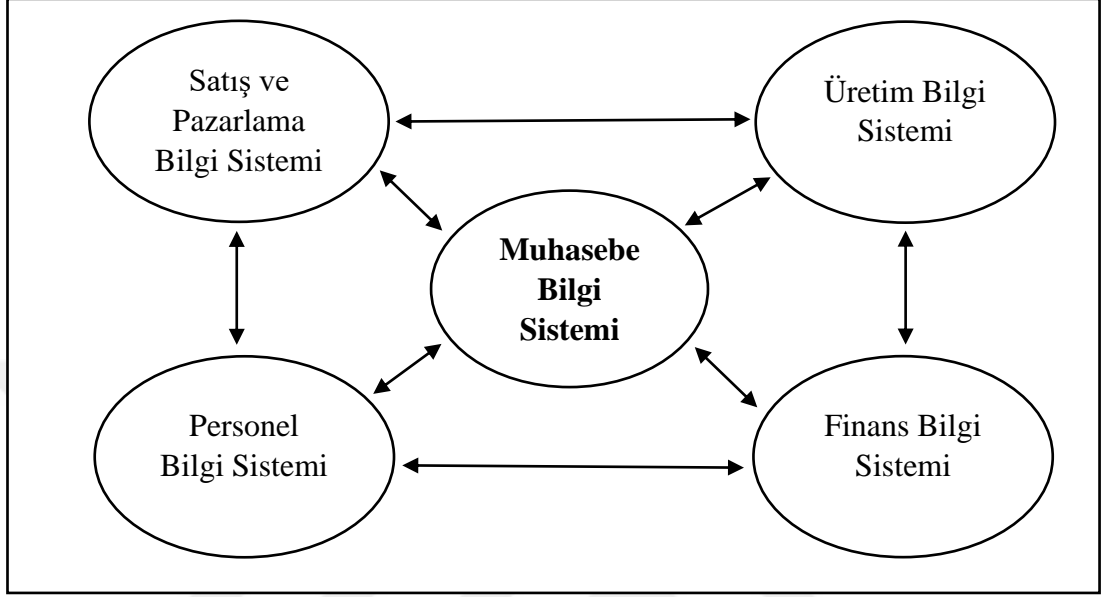 Satış ve
Pazarlama
Bilgi Sistemi
Üretim Bilgi
Sistemi
Muhasebe
Bilgi
Sistemi
Personel
Bilgi Sistemi
Finans Bilgi
Sistemi